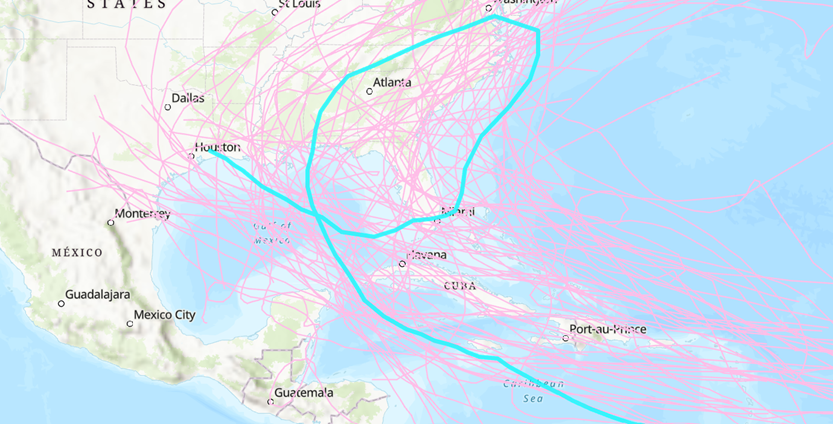 STATES
St Louis
Washington
Atlanta
Dallas
Houston
Monterrey
Miami
Gulf of
Mexico
MÉXICO
Havana
CUBA
Guadalajara
Mexico City
Port-au-Prince
Caribbean
Sea
Guatemala